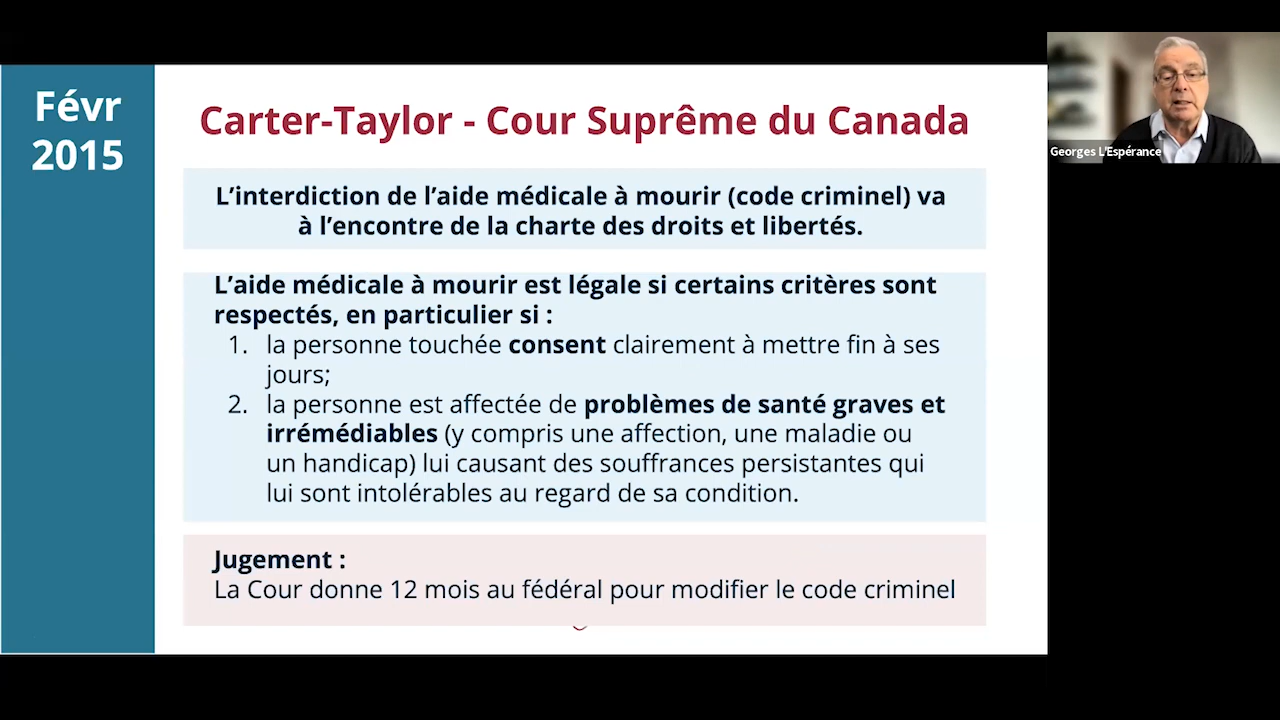 Févr
2015
Carter-Taylor - Cour Suprême du Canada
L’interdiction de l’aide médicale à mourir (code criminel) va
à l’encontre de la charte des droits et libertés.
L’aide médicale à mourir est légale si certains critères sont
respectés, en particulier si :
1. la personne touchée consent clairement à mettre fin à ses
jours;
2. la personne est affectée de problèmes de santé graves et
irrémédiables (y compris une affection, une maladie ou
un handicap) lui causant des souffrances persistantes qui
lui sont intolérables au regard de sa condition.
Jugement :
La Cour donne 12 mois au fédéral pour modifier le code criminel
Georges L’Espérance